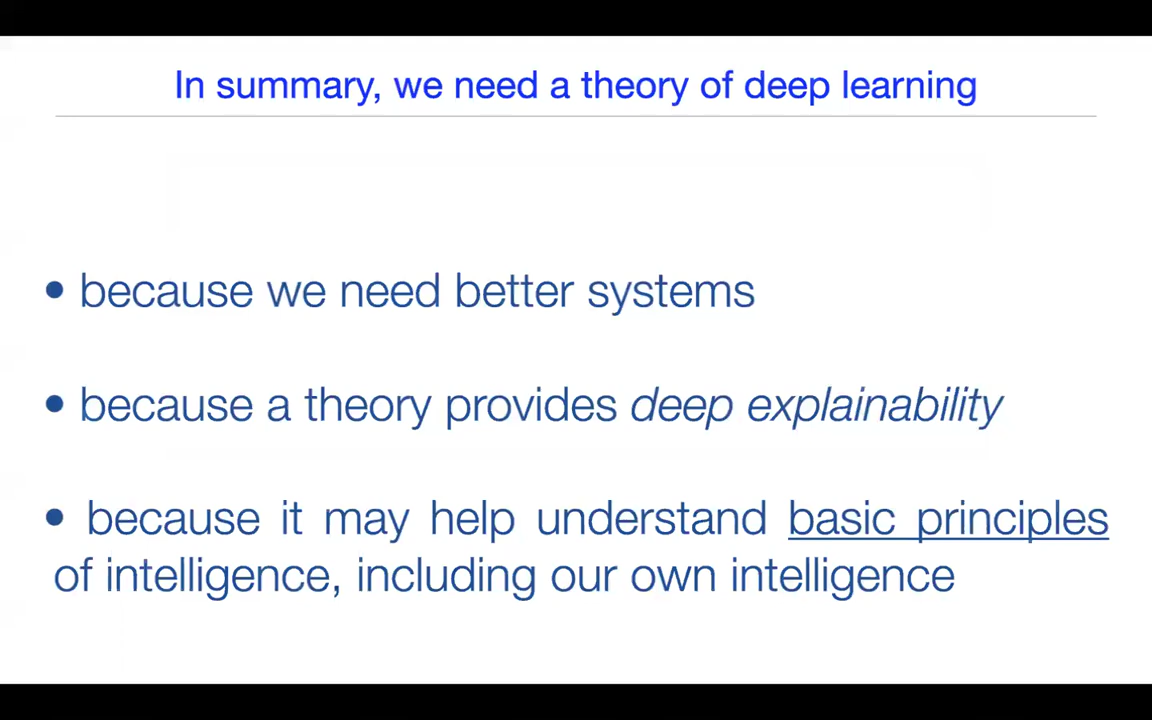 In summary, we need a theory of deep learning
• because we need better systems
• because a theory provides deep explainability
• because it may help understand basic principles
of intelligence, including our own intelligence